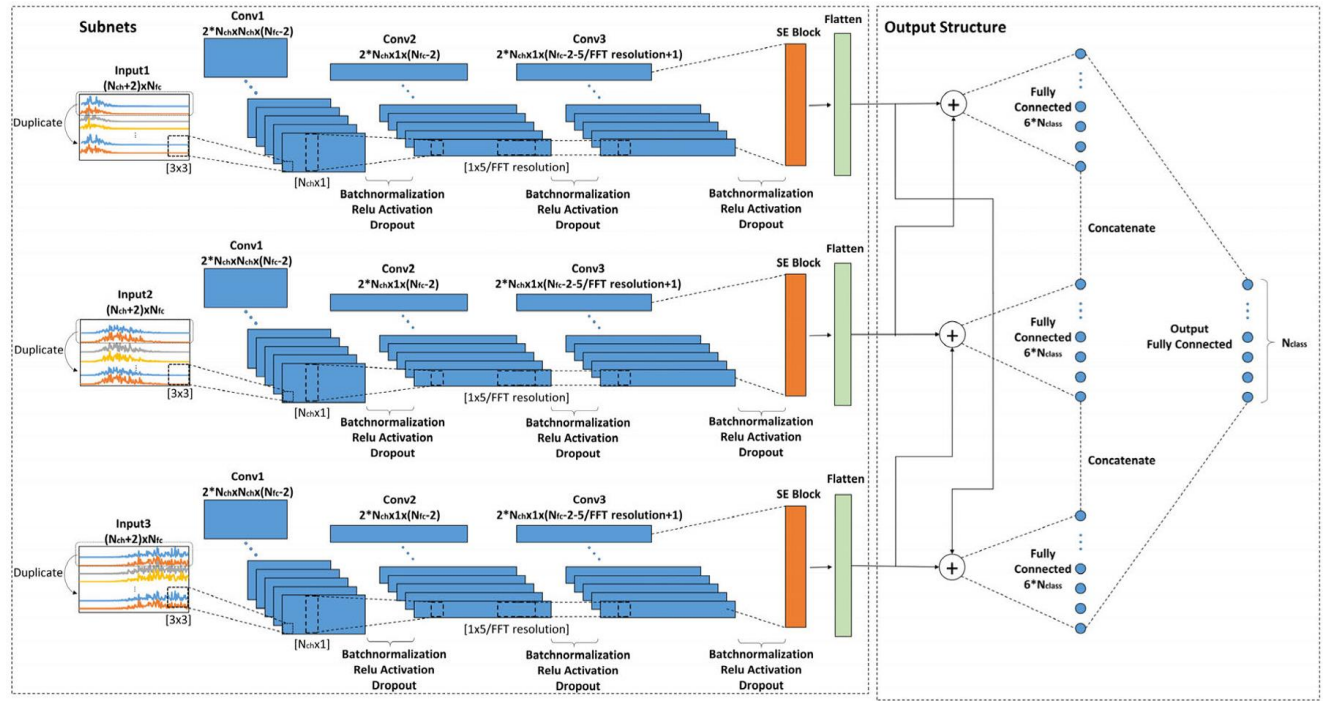 Subnets
Conv1
2*NchxNchx(Nfc-2)
Conv2
2*Nchx1x(Nfc-2)
Conv3
2*Nchx1x(Nfc-2-5/FFT resolution+1)
SE Block
Flatten
Input1
(Nch+2)xNfc
Duplicate
[3x3]
[Nchx1]
[1x5/FFT resolution]
Batchnormalization
Relu Activation
Dropout
Batchnormalization
Relu Activation
Dropout
Batchnormalization
Relu Activation
Dropout
Conv1
2*NchxNchx(Nfc-2)
Conv2
2*Nchx1x(Nfc-2)
Conv3
2*Nchx1x(Nfc-2-5/FFT resolution+1)
SE Block
Flatten
Input2
(Nch+2)xNfc
Duplicate
[3x3]
[Nchx1]
[1x5/FFT resolution]
Batchnormalization
Relu Activation
Dropout
Batchnormalization
Relu Activation
Dropout
Batchnormalization
Relu Activation
Dropout
Conv1
2*NchxNchx(Nfc-2)
Conv2
2*Nchx1x(Nfc-2)
Conv3
2*Nchx1x(Nfc-2-5/FFT resolution+1)
SE Block
Flatten
Input3
(Nch+2)xNfc
Duplicate
[3x3]
[Nchx1]
[1x5/FFT resolution]
Batchnormalization
Relu Activation
Dropout
Batchnormalization
Relu Activation
Dropout
Batchnormalization
Relu Activation
Dropout
Output Structure
+
Fully
Connected
6*Nclass
Concatenate
+
Fully
Connected
6*Nclass
Output
Fully Connected
Nclass
Concatenate
+
Fully
Connected
6*Nclass